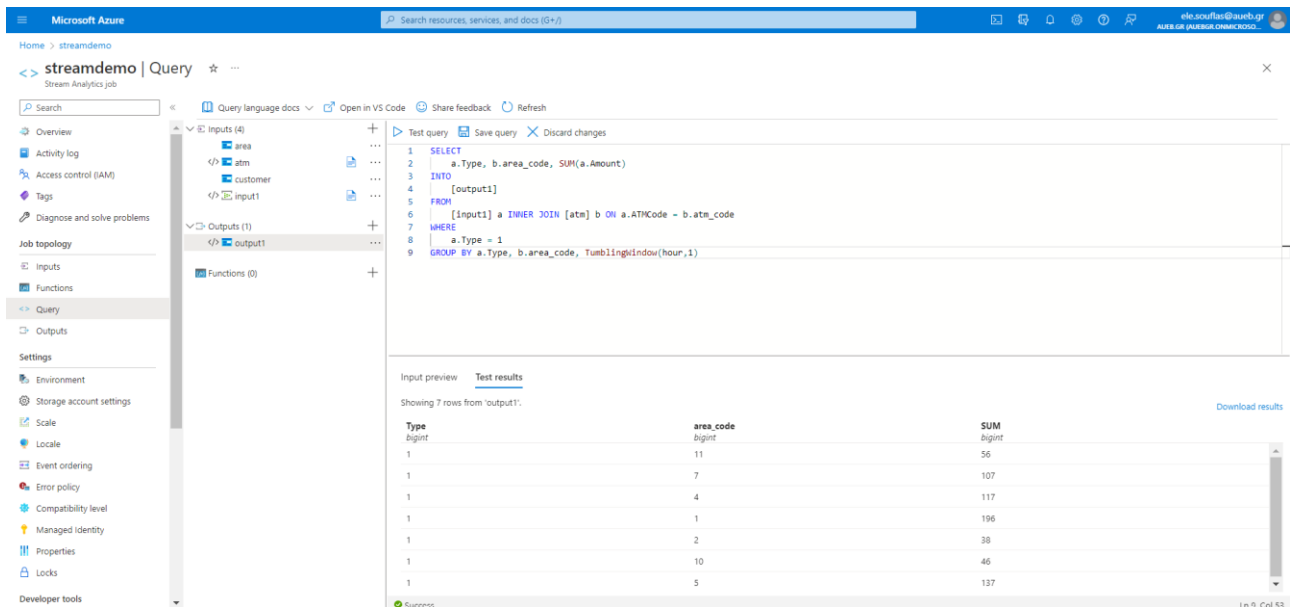 Microsoft Azure
Search resources, services, and docs (G+/)
ele.souflas@aueb.gr
AUEB.GR (AUEBGR.ONMICROSO...
Home > streamdemo
<> streamdemo | Query ☆ ...
Stream Analytics job
Search
«
Query language docs
Open in VS Code
Share feedback
Refresh
Overview
Activity log
Access control (IAM)
Tags
Diagnose and solve problems
Job topology
Inputs
Functions
Query
Outputs
Settings
Environment
Storage account settings
Scale
Locale
Event ordering
Error policy
Compatibility level
Managed Identity
Properties
Locks
Developer tools
Inputs (4)
area
atm
customer
input1
Outputs (1)
output1
Functions (0)
Test query
Save query
Discard changes
1 SELECT
2 a.Type, b.area_code, SUM(a.Amount)
3 INTO
4 [output1]
5 FROM
6 [input1] a INNER JOIN [atm] b ON a.ATMCode = b.atm_code
7 WHERE
8 a.Type = 1
9 GROUP BY a.Type, b.area_code, TumblingWindow(hour,1)
Input preview Test results
Showing 7 rows from 'output1'.
Download results
Type area_code SUM
bigint bigint bigint
1 11 56
1 7 107
1 4 117
1 1 196
1 2 38
1 10 46
1 5 137
Success
Ln 9, Col 53